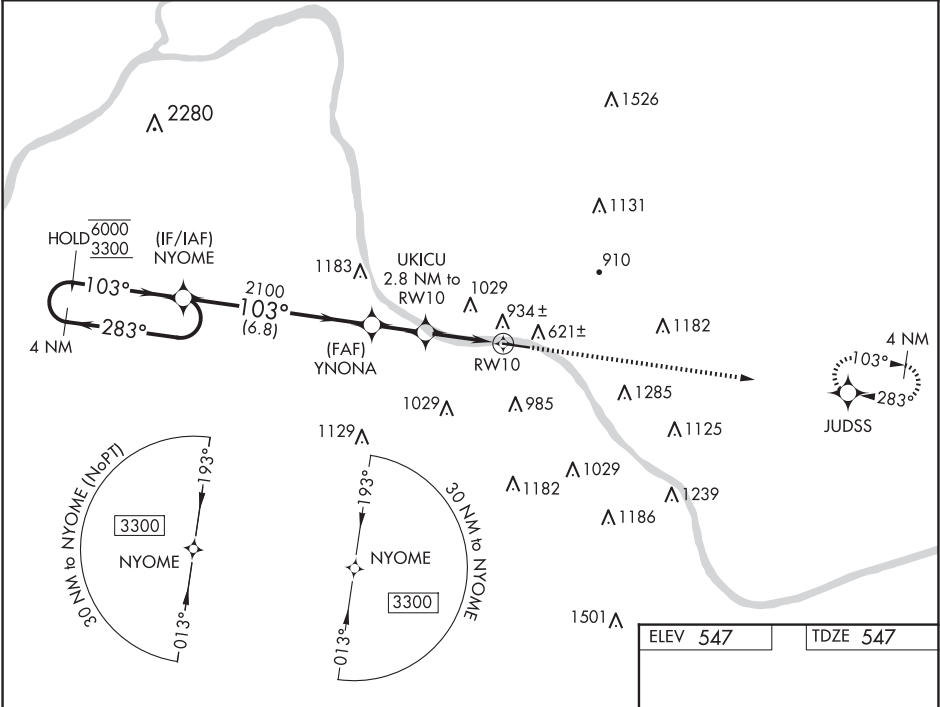 2280
1526
1131
910
HOLD 6000
3300
(IF/IAF)
NYOME
103°
283°
4 NM
2100
103°
(6.8)
1183
UKICU
2.8 NM to
RW10
1029
934±
621±
1182
(FAF)
YNONA
RW10
4 NM
103°
283°
JUDSS
1029
985
1285
1125
1129
1182
1029
1239
1186
1501
30 NM to NYOME (NoPT)
193°
3300
NYOME
013°
193°
30 NM to NYOME
NYOME
3300
013°
ELEV 547
TDZE 547